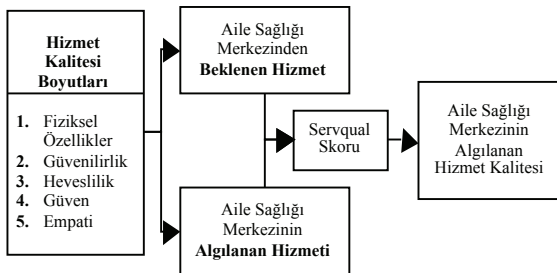 Hizmet
Kalitesi
Boyutları
1. Fiziksel
Özellikler
2. Güvenilirlik
3. Heveslilik
4. Güven
5. Empati
Aile Sağlığı
Merkezinden
Beklenen Hizmet
Servqual
Skoru
Aile Sağlığı
Merkezinin
Algılanan
Hizmet Kalitesi
Aile Sağlığı
Merkezinin
Algılanan Hizmeti